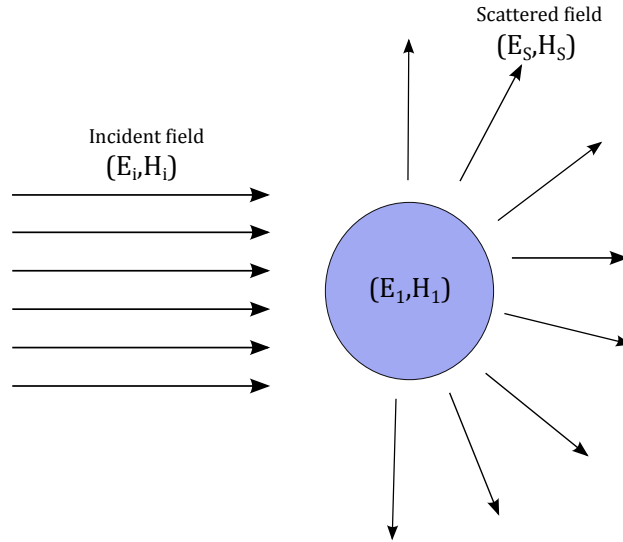 Scattered field
(E_S,H_S)
Incident field
(E_i,H_i)
(E_1,H_1)